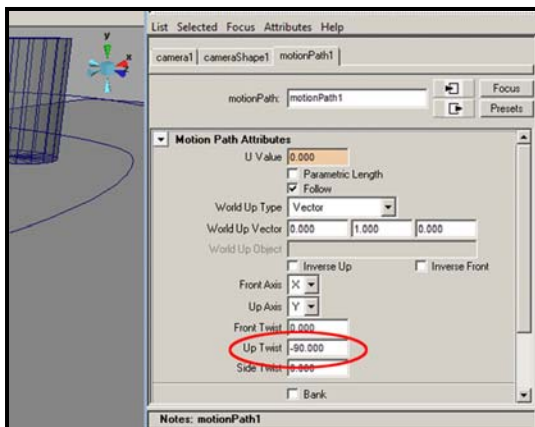 List Selected Focus Attributes Help
y
x
camera1 cameraShape1 motionPath1
motionPath: motionPath1
Focus
Presets
Motion Path Attributes
U Value 0.000
Parametric Length
Follow
World Up Type Vector
World Up Vector 0.000 1.000 0.000
World Up Object
Inverse Up Inverse Front
Front Axis X
Up Axis Y
Front Twist 0.000
Up Twist -90.000
Side Twist 0.000
Bank
Notes: motionPath1